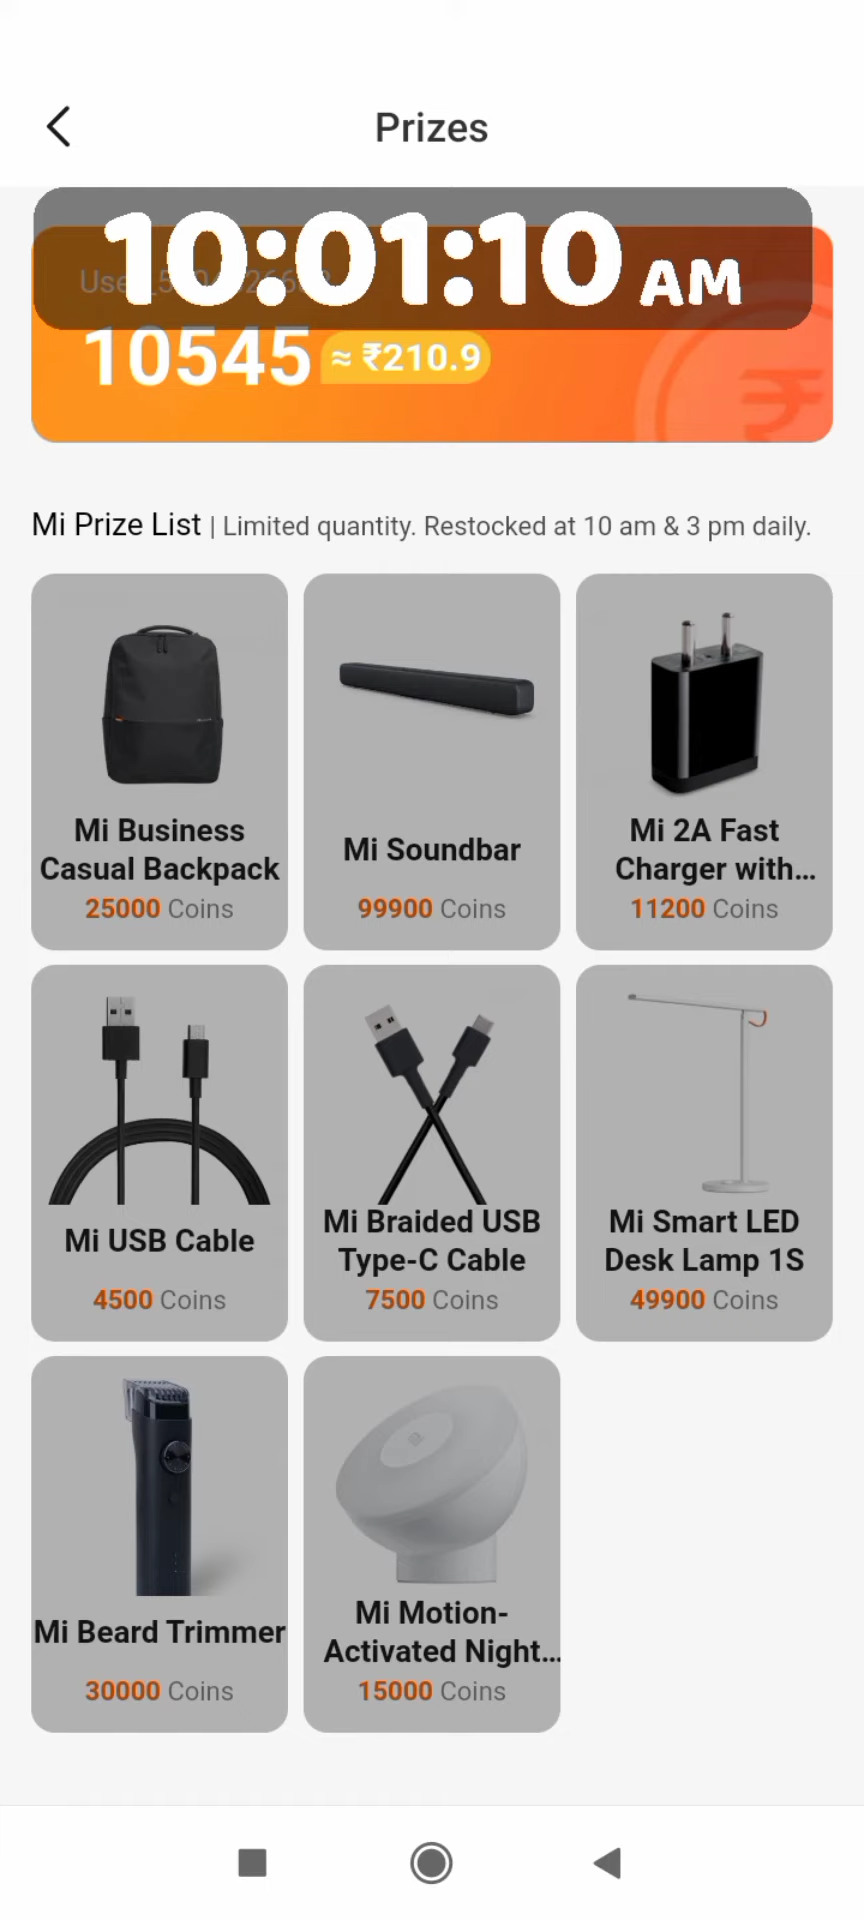 Prizes
10:01:10 AM
10545 ≈ ₹210.9
Mi Prize List | Limited quantity. Restocked at 10 am & 3 pm daily.
Mi Business
Casual Backpack
25000 Coins
Mi Soundbar
99900 Coins
Mi 2A Fast
Charger with...
11200 Coins
Mi USB Cable
4500 Coins
Mi Braided USB
Type-C Cable
7500 Coins
Mi Smart LED
Desk Lamp 1S
49900 Coins
Mi Beard Trimmer
30000 Coins
Mi Motion-
Activated Night...
15000 Coins